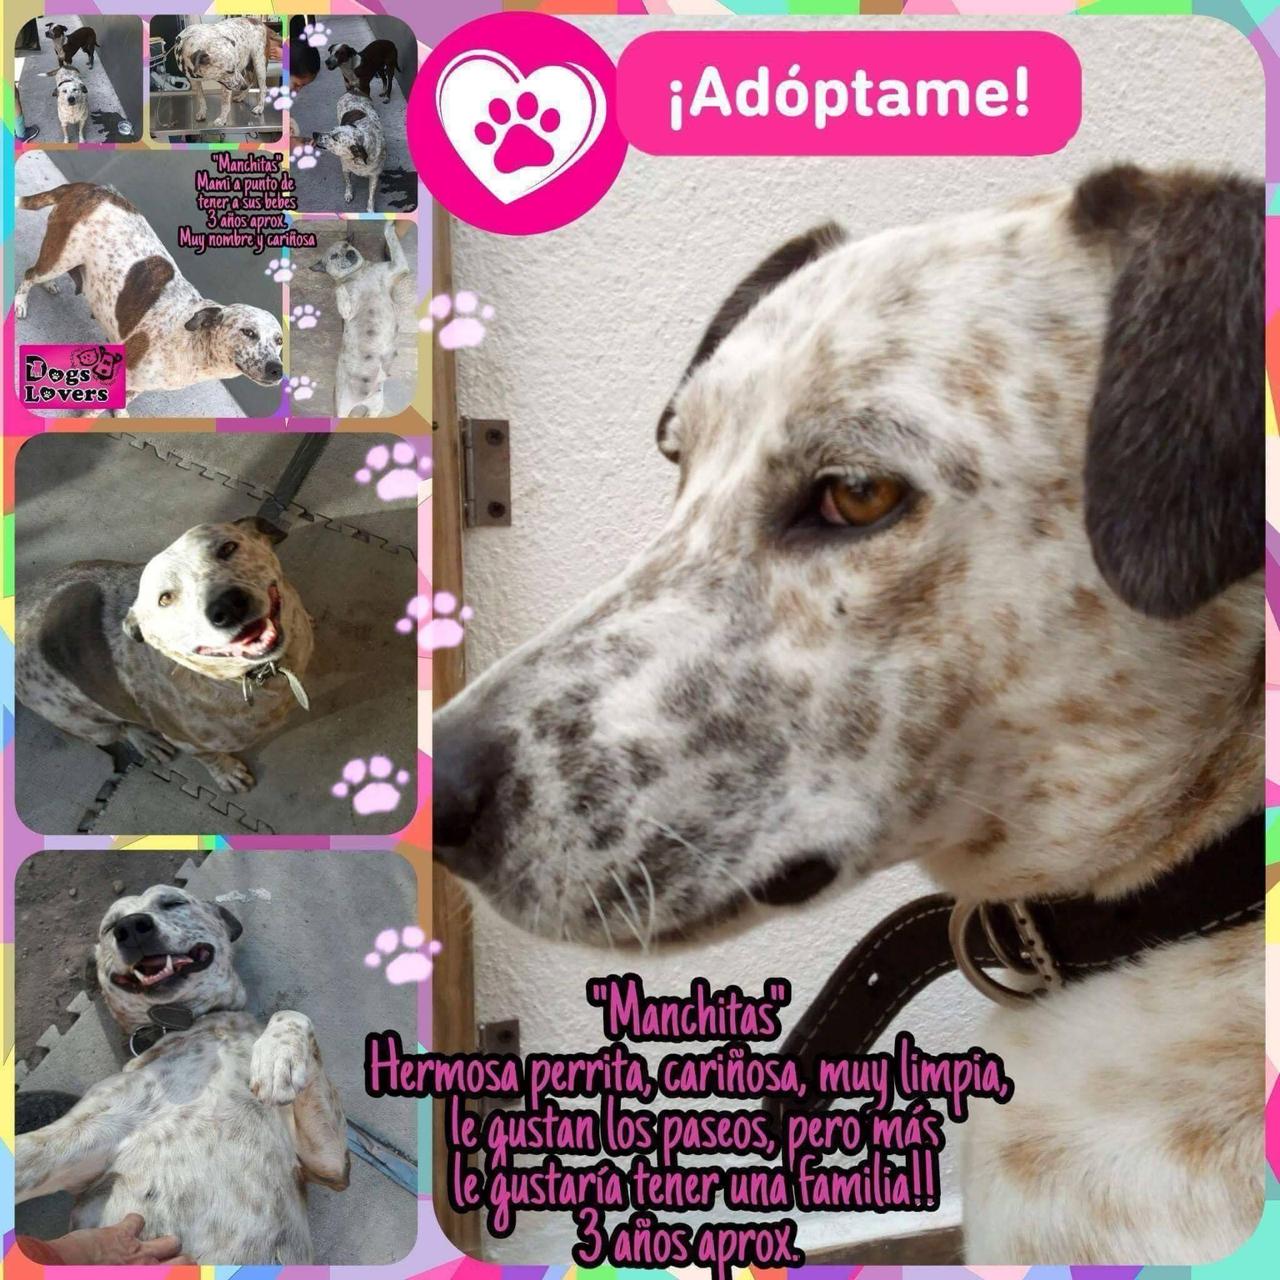 ¡Adóptame!
"Manchitas"
Mami a punto de
tener a sus bebes
3 años aprox.
Muy nombre y cariñosa
Dogs
Lovers
"Manchitas"
Hermosa perrita, cariñosa, muy limpia,
le gustan los paseos, pero más
le gustaría tener una familia!!
3 años aprox.